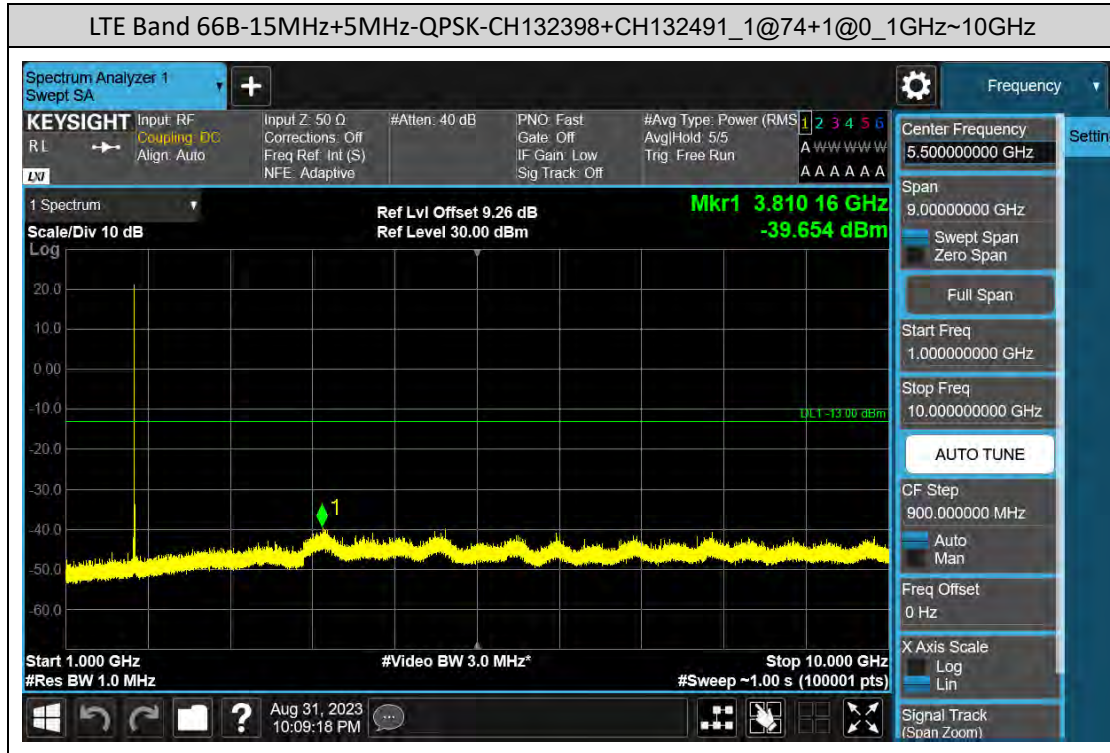 LTE Band 66B-15MHz+5MHz-QPSK-CH132398+CH132491_1@74+1@0_1GHz~10GHz
Spectrum Analyzer 1
Swept SA
+
Frequency
KEYSIGHT
RL
LXI
Input: RF
Coupling: DC
Align: Auto
Input Z: 50 Ω
Corrections: Off
Freq Ref: Int (S)
NFE: Adaptive
#Atten: 40 dB
PNO: Fast
Gate: Off
IF Gain: Low
Sig Track: Off
#Avg Type: Power (RMS
Avg|Hold: 5/5
Trig: Free Run
1 2 3 4 5 6
A W W W W W
A A A A A A
Center Frequency
5.500000000 GHz
Settin
1 Spectrum
Scale/Div 10 dB
Log
Ref Lvl Offset 9.26 dB
Ref Level 30.00 dBm
Mkr1 3.810 16 GHz
-39.654 dBm
Span
9.00000000 GHz
Swept Span
Zero Span
Full Span
Start Freq
1.000000000 GHz
Stop Freq
10.000000000 GHz
AUTO TUNE
CF Step
900.000000 MHz
Auto
Man
Freq Offset
0 Hz
X Axis Scale
Log
Lin
Signal Track
(Span Zoom)
20.0
10.0
0.00
-10.0
DL1 -13.00 dBm
-20.0
-30.0
1
-40.0
-50.0
-60.0
Start 1.000 GHz
#Video BW 3.0 MHz*
Stop 10.000 GHz
#Res BW 1.0 MHz
#Sweep ~1.00 s (100001 pts)
?
Aug 31, 2023
10:09:18 PM